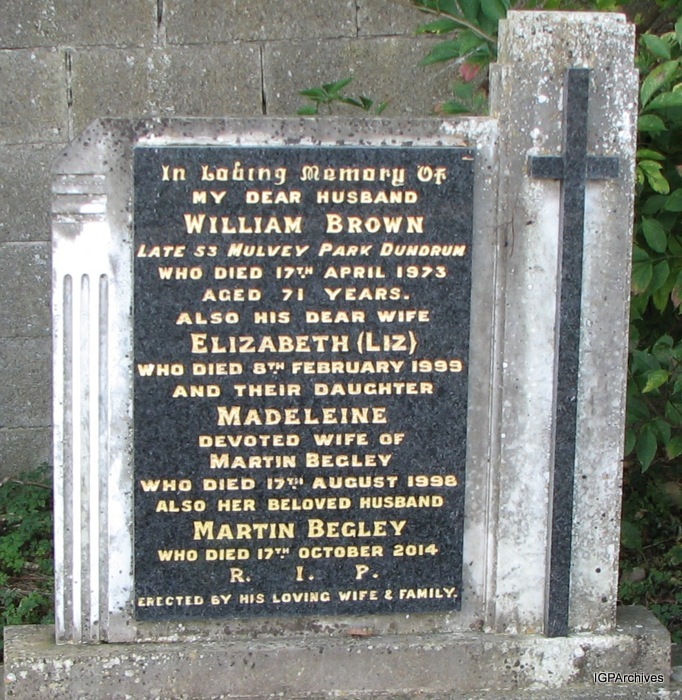 In Loving Memory Of
MY DEAR HUSBAND
WILLIAM BROWN
LATE 53 MULVEY PARK DUNDRUM
WHO DIED 17TH APRIL 1973
AGED 71 YEARS.
ALSO HIS DEAR WIFE
ELIZABETH (LIZ)
WHO DIED 8TH FEBRUARY 1999
AND THEIR DAUGHTER
MADELEINE
DEVOTED WIFE OF
MARTIN BEGLEY
WHO DIED 17TH AUGUST 1998
ALSO HER BELOVED HUSBAND
MARTIN BEGLEY
WHO DIED 17TH OCTOBER 2014
R. I. P.
ERECTED BY HIS LOVING WIFE & FAMILY.
IGPArchives